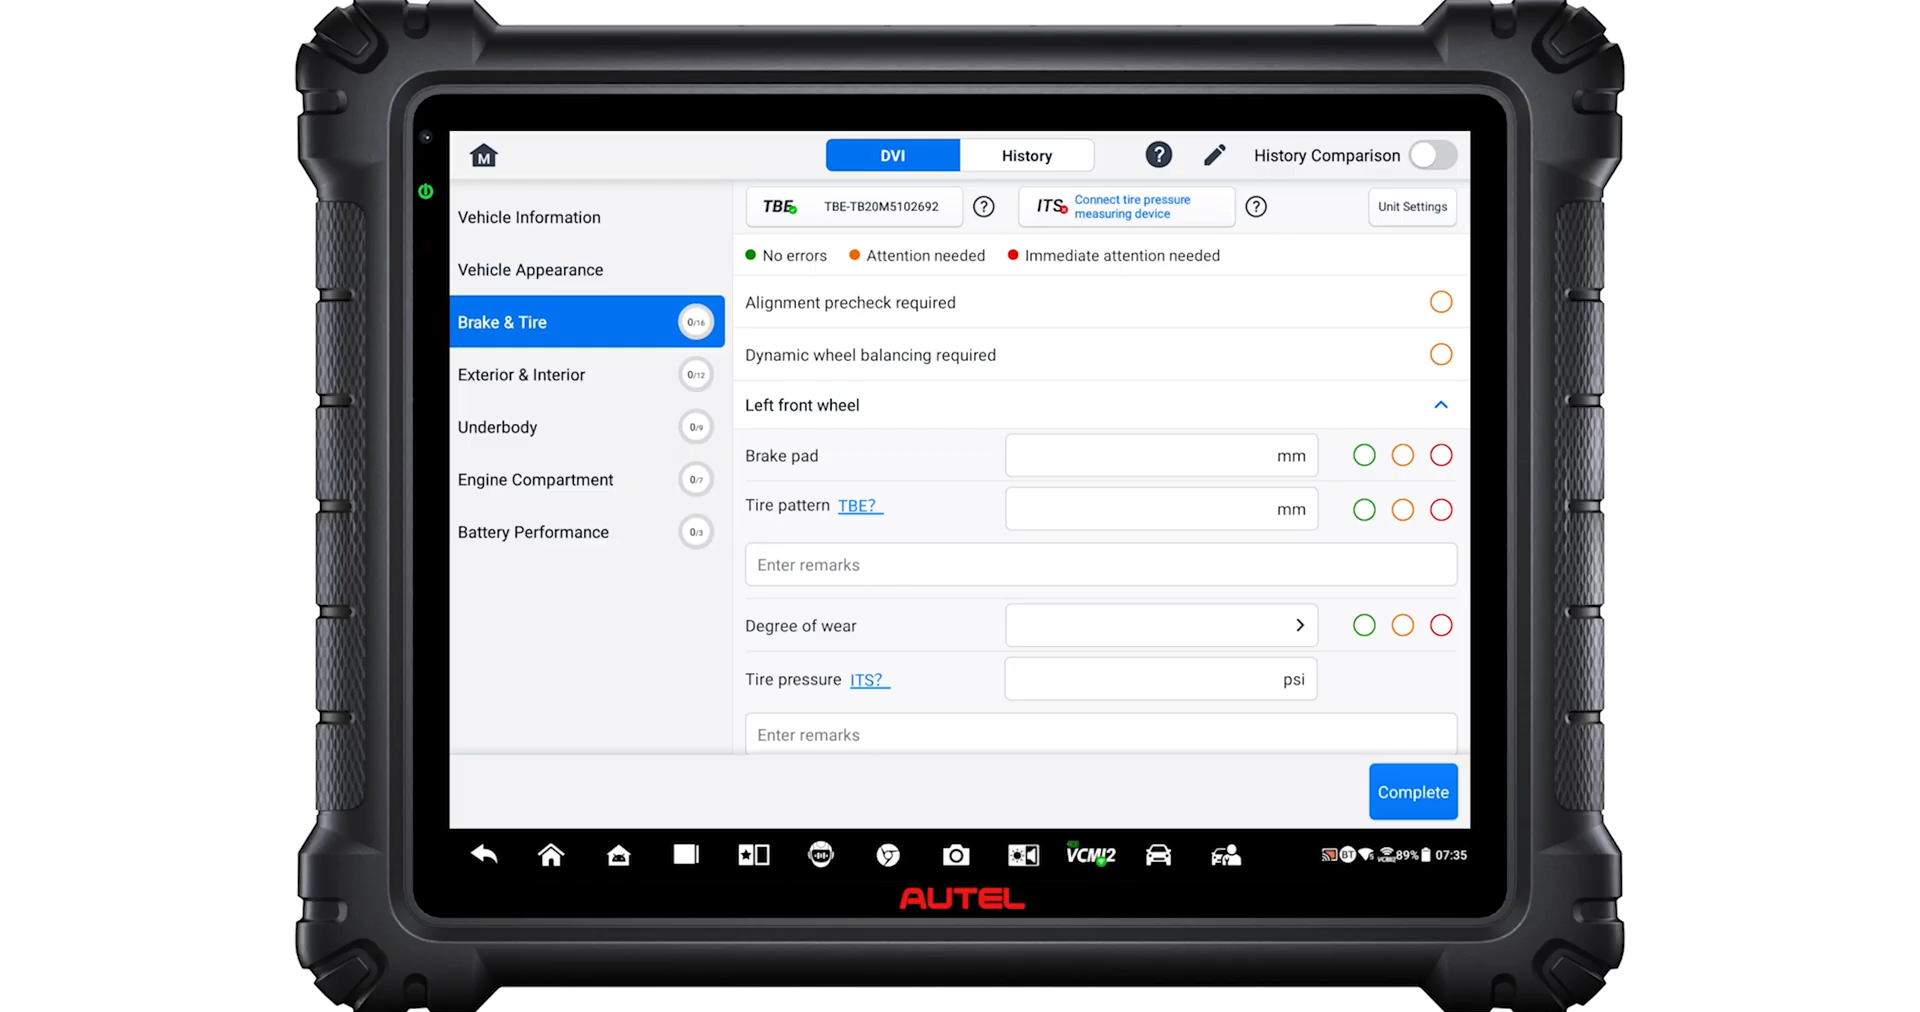 M
DVI
History
?
History Comparison
Vehicle Information
Vehicle Appearance
Brake & Tire
0/16
Exterior & Interior
0/12
Underbody
0/9
Engine Compartment
0/7
Battery Performance
0/3
TBE
TBE-TB20M5102692
?
ITS
Connect tire pressure
measuring device
?
Unit Settings
No errors
Attention needed
Immediate attention needed
Alignment precheck required
Dynamic wheel balancing required
Left front wheel
Brake pad
mm
Tire pattern TBE?
mm
Enter remarks
Degree of wear
Tire pressure ITS?
psi
Enter remarks
Complete
VCMI2
BT
VCMI2
89%
07:35
AUTEL